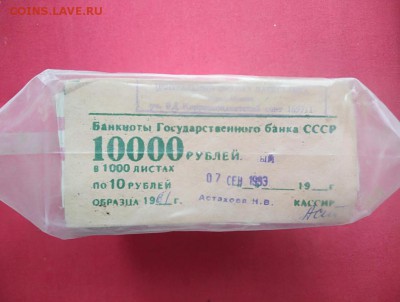 COINS.LAVE.RU
Банкноты Государственного банка СССР
10000 РУБЛЕЙ.
В 1000 ЛИСТАХ
ПО 10 РУБЛЕЙ 07 СЕН 1993 19 г.
ОБРАЗЦА 1961 г. Астахова Н.В. КАССИР